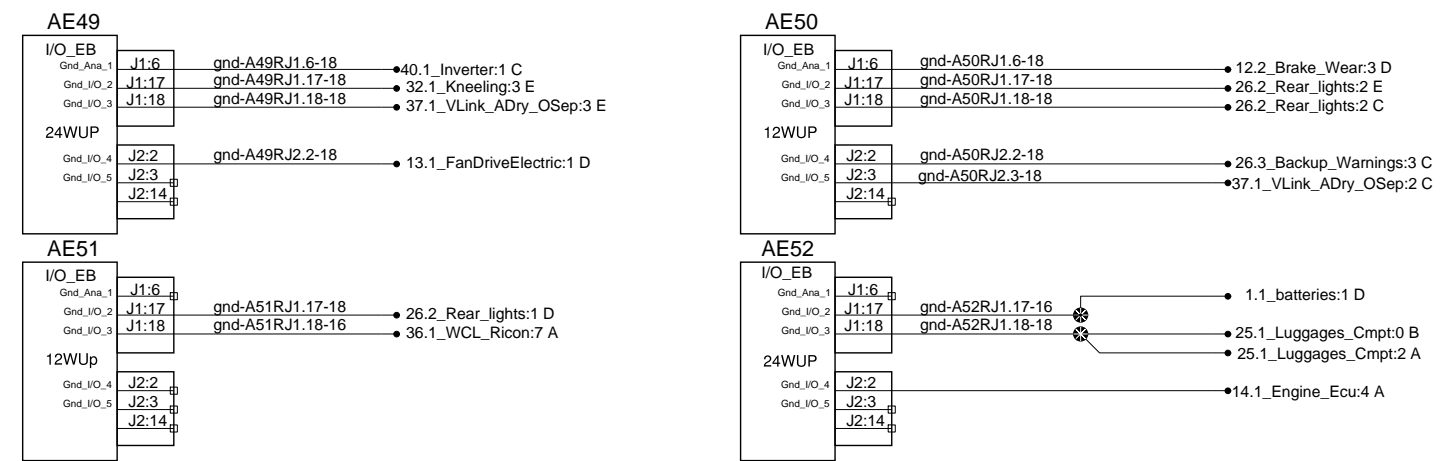 AE49
I/O_EB
Gnd_Ana_1 J1:6 gnd-A49RJ1.6-18 40.1_Inverter:1 C
Gnd_I/O_2 J1:17 gnd-A49RJ1.17-18 32.1_Kneeling:3 E
Gnd_I/O_3 J1:18 gnd-A49RJ1.18-18 37.1_VLink_ADry_OSep:3 E
24WUP
Gnd_I/O_4 J2:2 gnd-A49RJ2.2-18 13.1_FanDriveElectric:1 D
Gnd_I/O_5 J2:3
J2:14
AE50
I/O_EB
Gnd_Ana_1 J1:6 gnd-A50RJ1.6-18 12.2_Brake_Wear:3 D
Gnd_I/O_2 J1:17 gnd-A50RJ1.17-18 26.2_Rear_lights:2 E
Gnd_I/O_3 J1:18 gnd-A50RJ1.18-18 26.2_Rear_lights:2 C
12WUP
Gnd_I/O_4 J2:2 gnd-A50RJ2.2-18 26.3_Backup_Warnings:3 C
Gnd_I/O_5 J2:3 gnd-A50RJ2.3-18 37.1_VLink_ADry_OSep:2 C
J2:14
AE51
I/O_EB
Gnd_Ana_1 J1:6
Gnd_I/O_2 J1:17 gnd-A51RJ1.17-18 26.2_Rear_lights:1 D
Gnd_I/O_3 J1:18 gnd-A51RJ1.18-16 36.1_WCL_Ricon:7 A
12WUp
Gnd_I/O_4 J2:2
Gnd_I/O_5 J2:3
J2:14
AE52
I/O_EB
Gnd_Ana_1 J1:6 1.1_batteries:1 D
Gnd_I/O_2 J1:17 gnd-A52RJ1.17-16
Gnd_I/O_3 J1:18 gnd-A52RJ1.18-18 25.1_Luggages_Cmpt:0 B
25.1_Luggages_Cmpt:2 A
24WUP
Gnd_I/O_4 J2:2 14.1_Engine_Ecu:4 A
Gnd_I/O_5 J2:3
J2:14